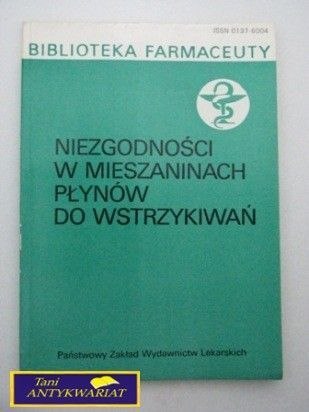 ISSN 0137-6004
BIBLIOTEKA FARMACEUTY
NIEZGODNOŚCI
W MIESZANINACH
PŁYNÓW
DO WSTRZYKIWAŃ
Państwowy Zakład Wydawnictw Lekarskich
Tani
ANTYKWARIAT